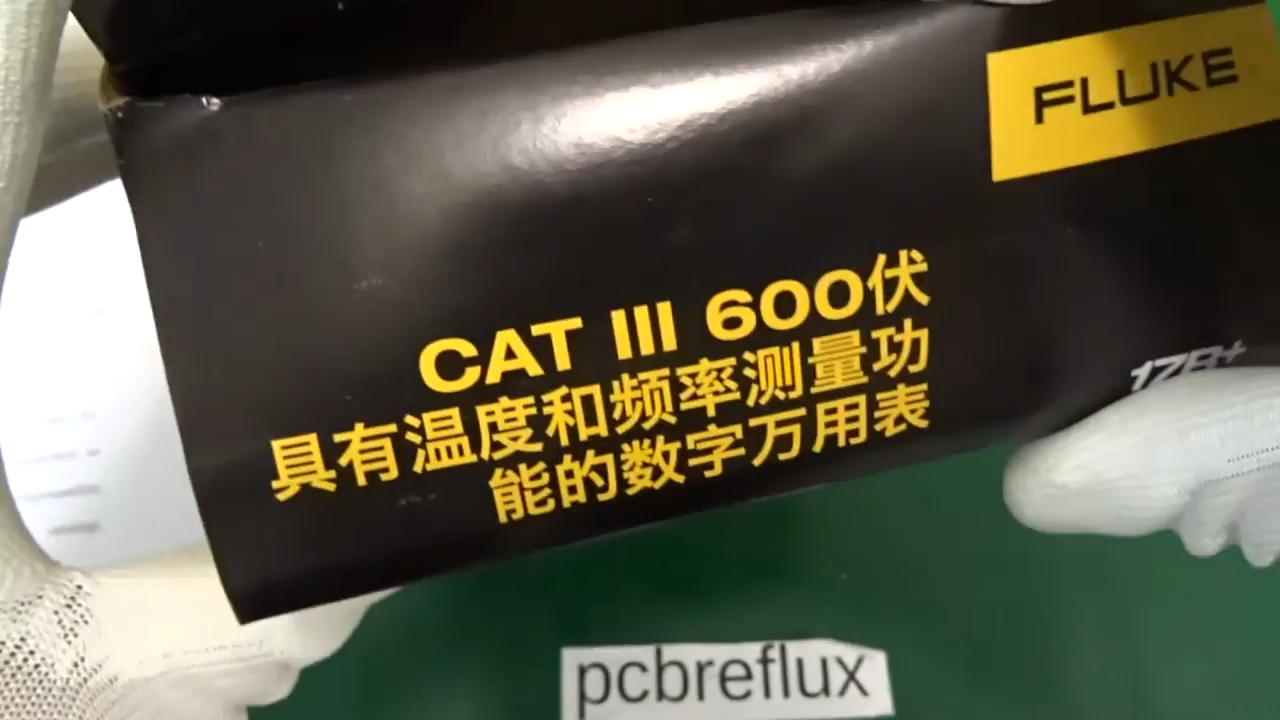 FLUKE
CAT III 600伏
具有温度和频率测量功
能的数字万用表
17B+
pcbreflux